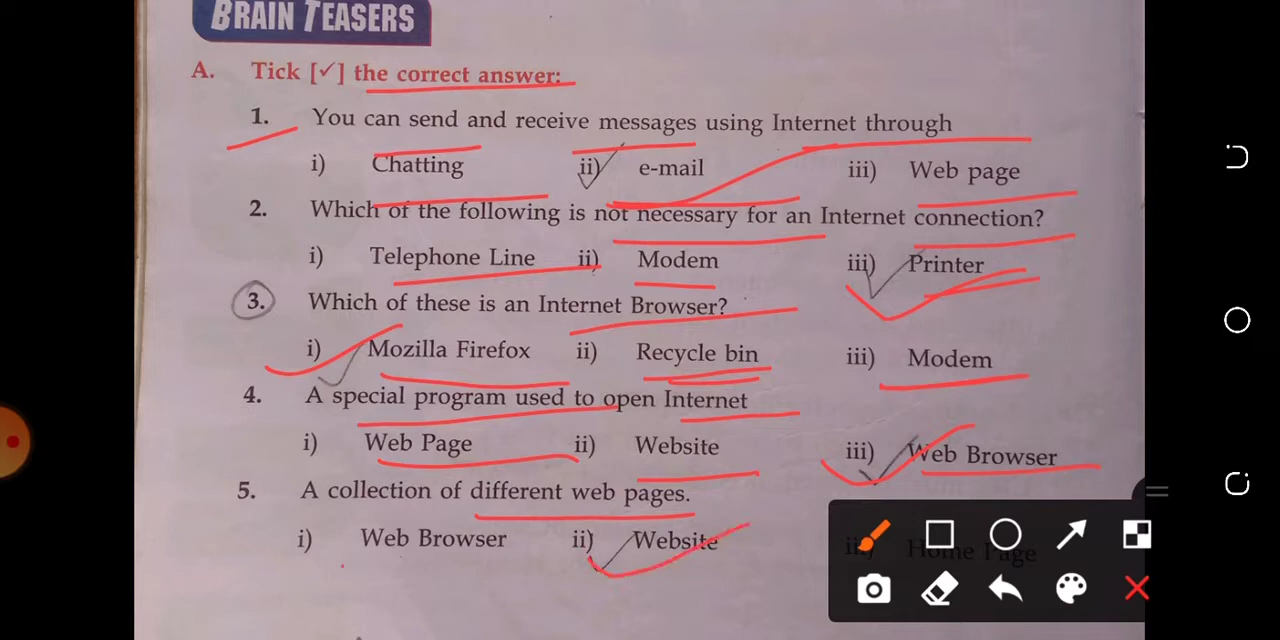 BRAIN TEASERS
A. Tick [✓] the correct answer:
1. You can send and receive messages using Internet through
i) Chatting ii) e-mail iii) Web page
2. Which of the following is not necessary for an Internet connection?
i) Telephone Line ii) Modem iii) Printer
3. Which of these is an Internet Browser?
i) Mozilla Firefox ii) Recycle bin iii) Modem
4. A special program used to open Internet
i) Web Page ii) Website iii) Web Browser
5. A collection of different web pages.
i) Web Browser ii) Website iii) Home Page